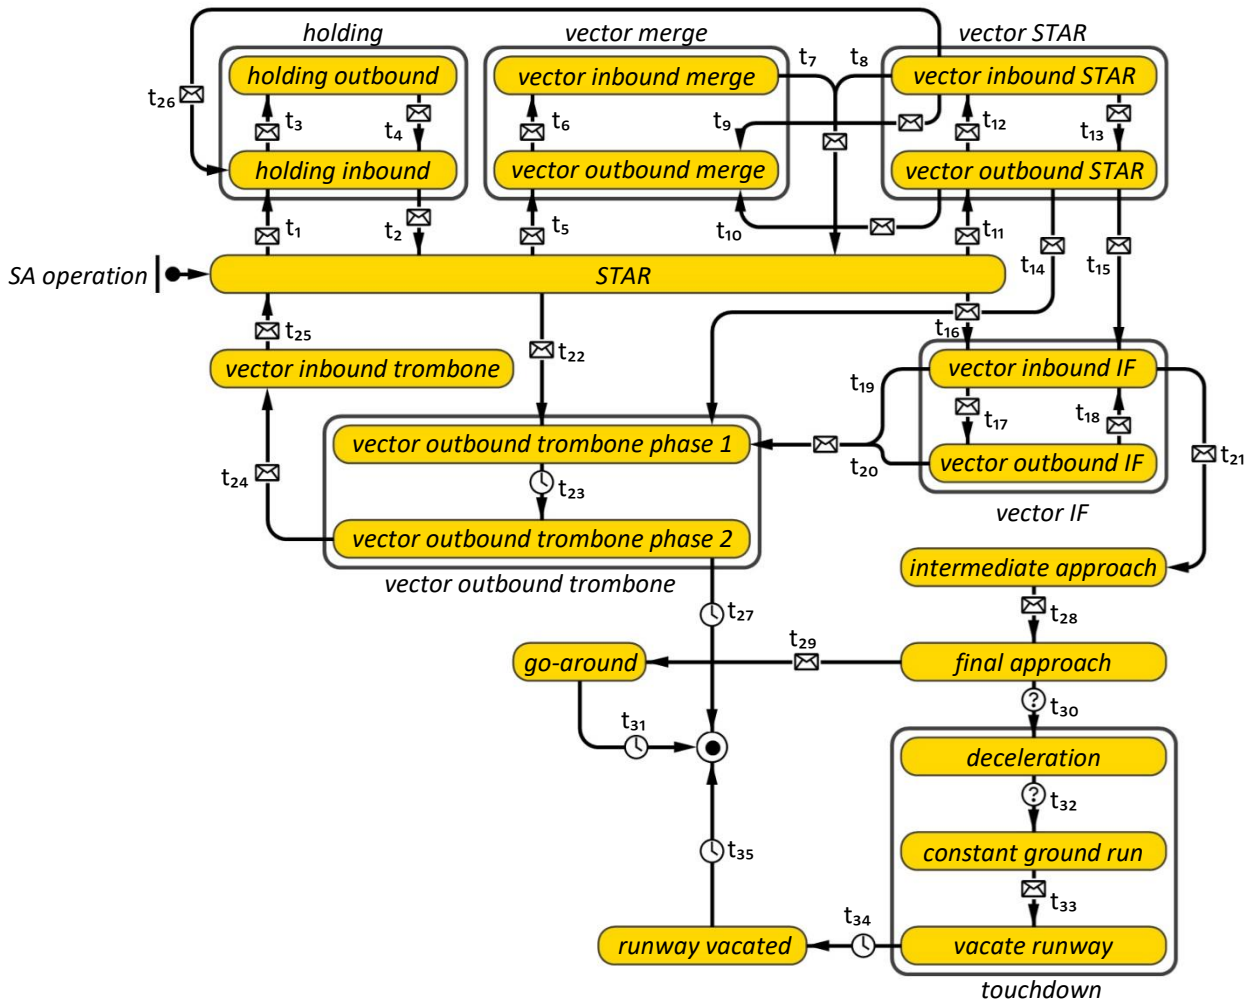 holding
vector merge
vector STAR
t₇
t₈
holding outbound
vector inbound merge
vector inbound STAR
t₂₆
t₃
t₄
t₆
t₉
t₁₂
t₁₃
holding inbound
vector outbound merge
vector outbound STAR
t₁
t₂
t₅
t₁₀
t₁₁
t₁₄
t₁₅
SA operation
STAR
t₂₅
t₁₆
vector inbound trombone
t₂₂
vector inbound IF
t₁₉
t₁₇
t₁₈
vector outbound trombone phase 1
t₂₀
vector outbound IF
t₂₁
t₂₄
t₂₃
vector IF
vector outbound trombone phase 2
vector outbound trombone
intermediate approach
t₂₇
t₂₈
t₂₉
go-around
final approach
t₃₀
t₃₁
deceleration
t₃₂
t₃₅
constant ground run
t₃₃
t₃₄
runway vacated
vacate runway
touchdown